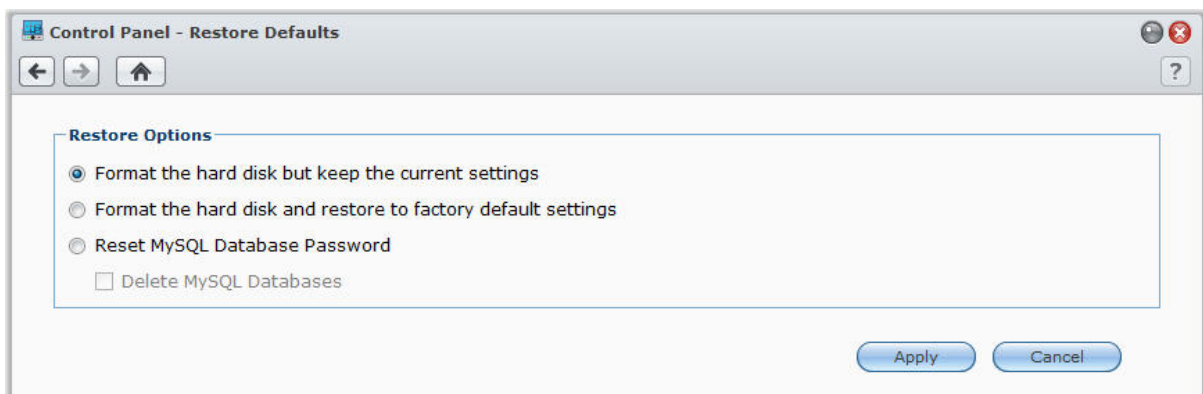 Control Panel - Restore Defaults
?
Restore Options
Format the hard disk but keep the current settings
Format the hard disk and restore to factory default settings
Reset MySQL Database Password
Delete MySQL Databases
Apply Cancel